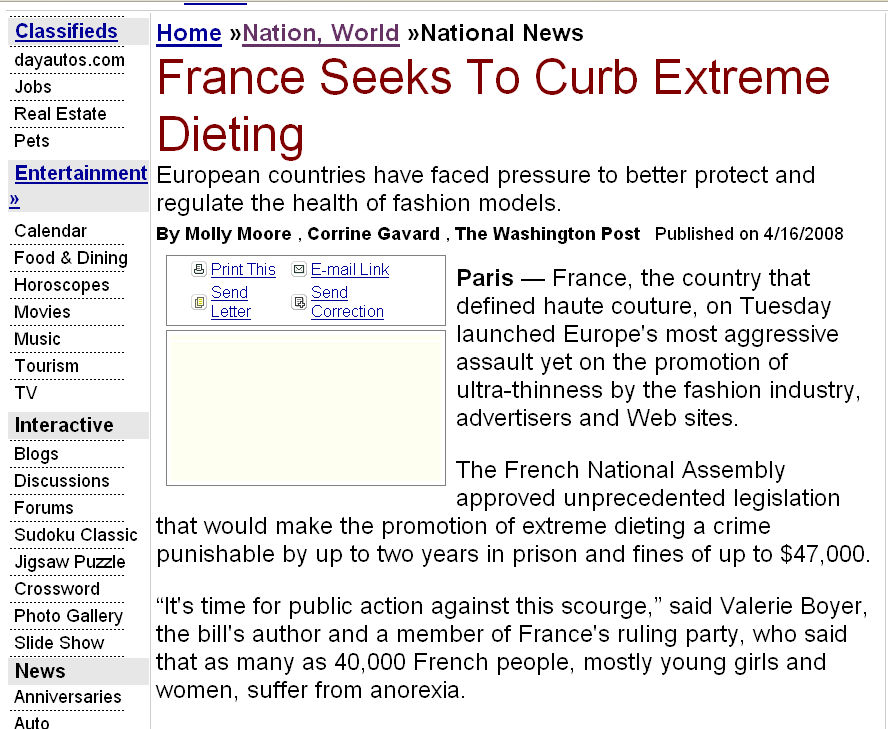 Classifieds
dayautos.com
Jobs
Real Estate
Pets
Entertainment
»
Calendar
Food & Dining
Horoscopes
Movies
Music
Tourism
TV
Interactive
Blogs
Discussions
Forums
Sudoku Classic
Jigsaw Puzzle
Crossword
Photo Gallery
Slide Show
News
Anniversaries
Auto
Home »Nation, World »National News
France Seeks To Curb Extreme
Dieting
European countries have faced pressure to better protect and
regulate the health of fashion models.
By Molly Moore , Corrine Gavard , The Washington Post Published on 4/16/2008
Print This E-mail Link
Send Letter Send Correction
Paris — France, the country that
defined haute couture, on Tuesday
launched Europe's most aggressive
assault yet on the promotion of
ultra-thinness by the fashion industry,
advertisers and Web sites.
The French National Assembly
approved unprecedented legislation
that would make the promotion of extreme dieting a crime
punishable by up to two years in prison and fines of up to $47,000.
“It's time for public action against this scourge,” said Valerie Boyer,
the bill's author and a member of France's ruling party, who said
that as many as 40,000 French people, mostly young girls and
women, suffer from anorexia.